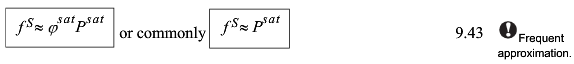 f^S ≈ φ^sat P^sat or commonly f^S ≈ P^sat 9.43 Frequent
approximation.